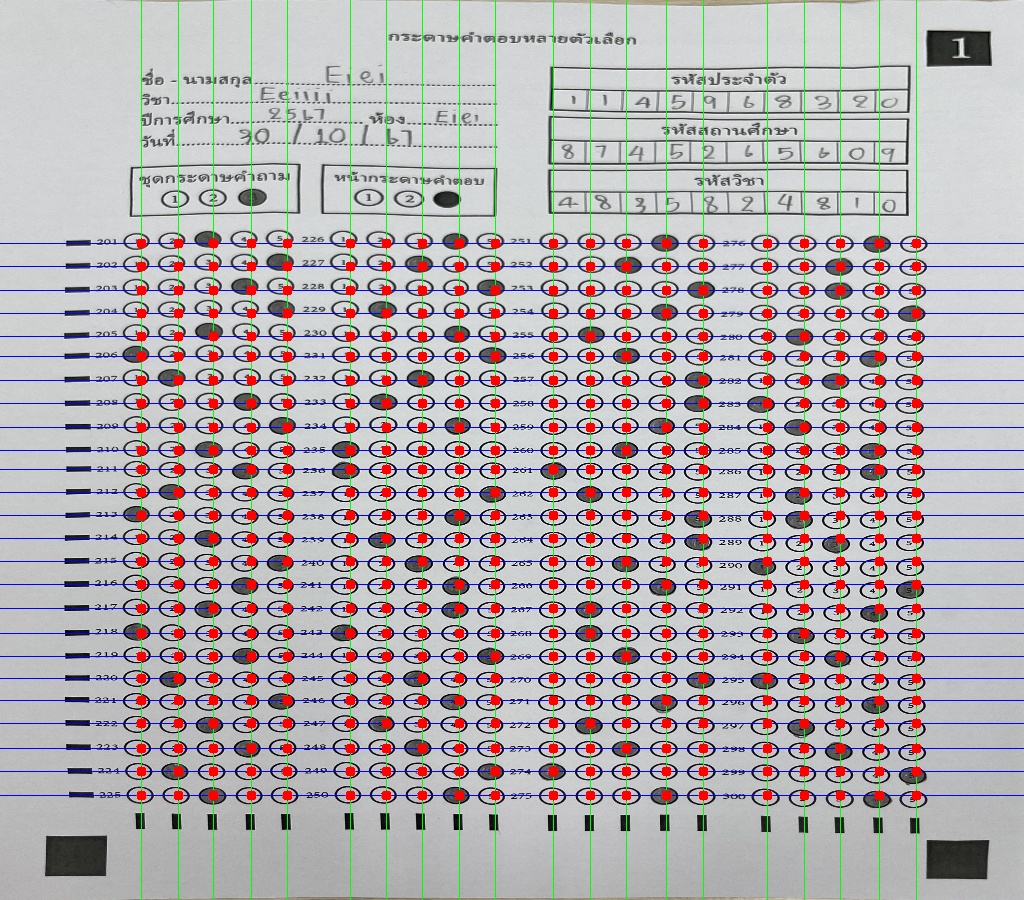 กระดาษคำตอบหลายตัวเลือก
1
ชื่อ - นามสกุล Eiei
วิชา Eeiiii
ปีการศึกษา 2567 ห้อง Eiei
วันที่ 30 / 10 / 67
รหัสประจำตัว
1 1 4 5 9 6 8 3 2 0
รหัสสถานศึกษา
8 7 4 5 2 6 5 6 0 9
รหัสวิชา
4 8 3 5 8 2 4 8 1 0
ชุดกระดาษคำถาม
1 2
หน้ากระดาษคำตอบ
1 2
201 226 251 276
202 227 252 277
203 228 253 278
204 229 254 279
205 230 255 280
206 231 256 281
207 232 257 282
208 233 258 283
209 234 259 284
210 235 260 285
211 236 261 286
212 237 262 287
213 238 263 288
214 239 264 289
215 240 265 290
216 241 266 291
217 242 267 292
218 243 268 293
219 244 269 294
220 245 270 295
221 246 271 296
222 247 272 297
223 248 273 298
224 249 274 299
225 250 275 300